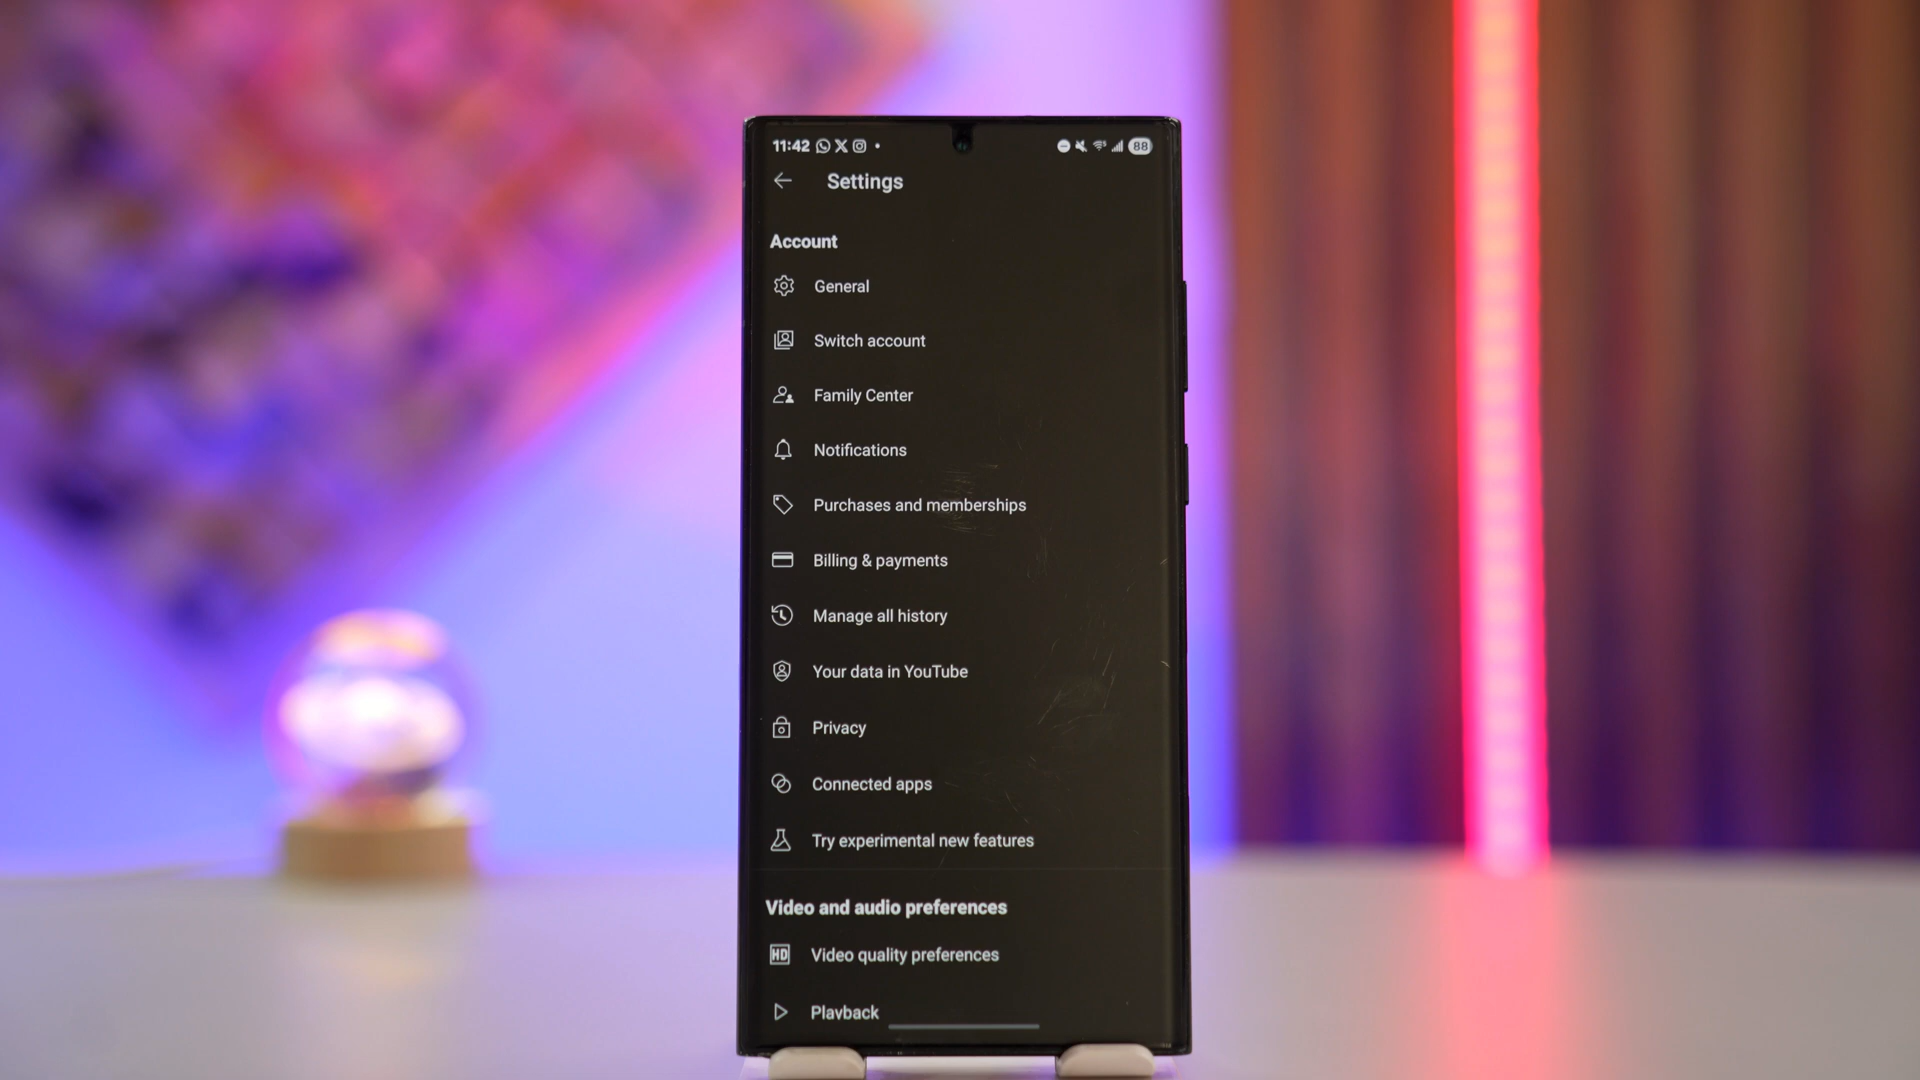 11:42 88
Settings
Account
General
Switch account
Family Center
Notifications
Purchases and memberships
Billing & payments
Manage all history
Your data in YouTube
Privacy
Connected apps
Try experimental new features
Video and audio preferences
HD Video quality preferences
Playback